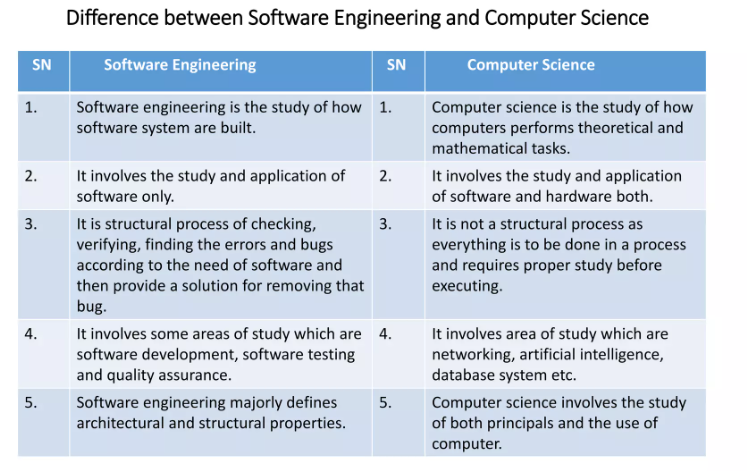 Difference between Software Engineering and Computer Science
SN Software Engineering SN Computer Science
1. Software engineering is the study of how 1. Computer science is the study of how
software system are built. computers performs theoretical and
mathematical tasks.
2. It involves the study and application of 2. It involves the study and application
software only. of software and hardware both.
3. It is structural process of checking, 3. It is not a structural process as
verifying, finding the errors and bugs everything is to be done in a process
according to the need of software and and requires proper study before
then provide a solution for removing that executing.
bug.
4. It involves some areas of study which are 4. It involves area of study which are
software development, software testing networking, artificial intelligence,
and quality assurance. database system etc.
5. Software engineering majorly defines 5. Computer science involves the study
architectural and structural properties. of both principals and the use of
computer.